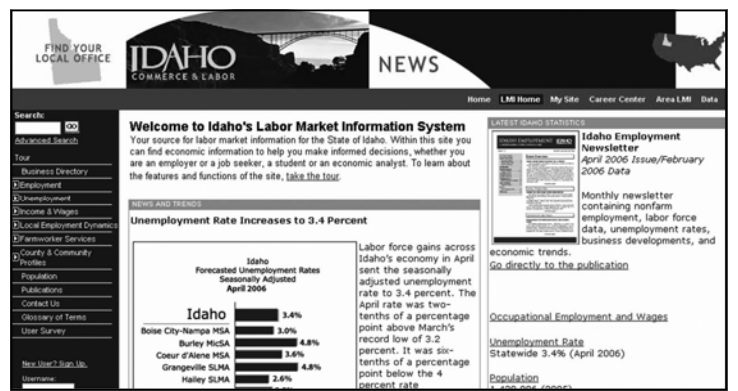 FIND YOUR
LOCAL OFFICE
IDAHO
COMMERCE & LABOR
NEWS
Home LMI Home My Site Career Center Area LMI Data
Search:
GO
Advanced Search
Tour
Business Directory
Employment
Unemployment
Income & Wages
Local Employment Dynamics
Farmworker Services
County & Community
Profiles
Population
Publications
Contact Us
Glossary of Terms
User Survey
New User? Sign Up.
Username:
Welcome to Idaho's Labor Market Information System
Your source for labor market information for the State of Idaho. Within this site you
can find economic information to help you make informed decisions, whether you
are an employer or a job seeker, a student or an economic analyst. To learn about
the features and functions of the site, take the tour.
NEWS AND TRENDS
Unemployment Rate Increases to 3.4 Percent
Idaho
Forecasted Unemployment Rates
Seasonally Adjusted
April 2006
Idaho 3.4%
Boise City-Nampa MSA 3.0%
Burley MicSA 4.8%
Coeur d'Alene MSA 3.6%
Grangeville SLMA 4.8%
Hailey SLMA 2.6%
Labor force gains across
Idaho's economy in April
sent the seasonally
adjusted unemployment
rate to 3.4 percent. The
April rate was two-
tenths of a percentage
point above March's
record low of 3.2
percent. It was six-
tenths of a percentage
point below the 4
percent rate
LATEST IDAHO STATISTICS
IDAHO EMPLOYMENT
Idaho Employment
Newsletter
April 2006 Issue/February
2006 Data
Monthly newsletter
containing nonfarm
employment, labor force
data, unemployment rates,
business developments, and
economic trends.
Go directly to the publication
Occupational Employment and Wages
Unemployment Rate
Statewide 3.4% (April 2006)
Population